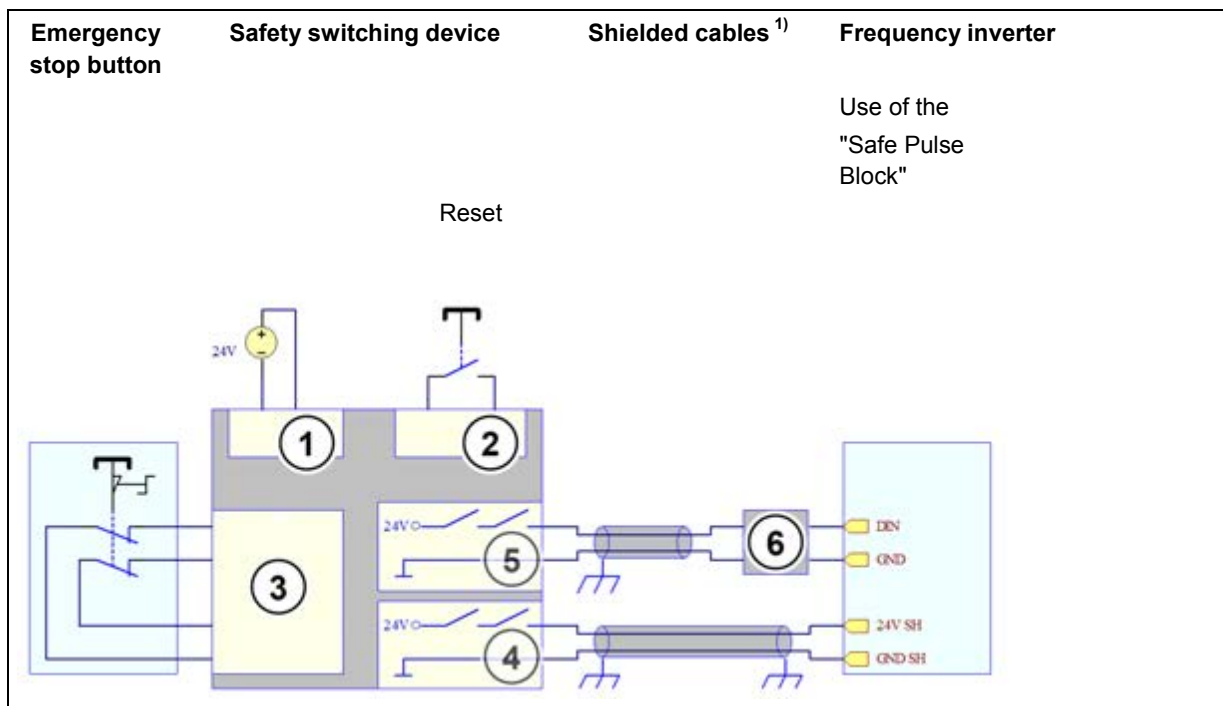 Emergency stop button
Safety switching device
Shielded cables 1)
Frequency inverter
Use of the
"Safe Pulse
Block"
Reset
24V
+
−
1
2
3
24V
5
24V
4
6
DIN
GND
24V SH
GND SH